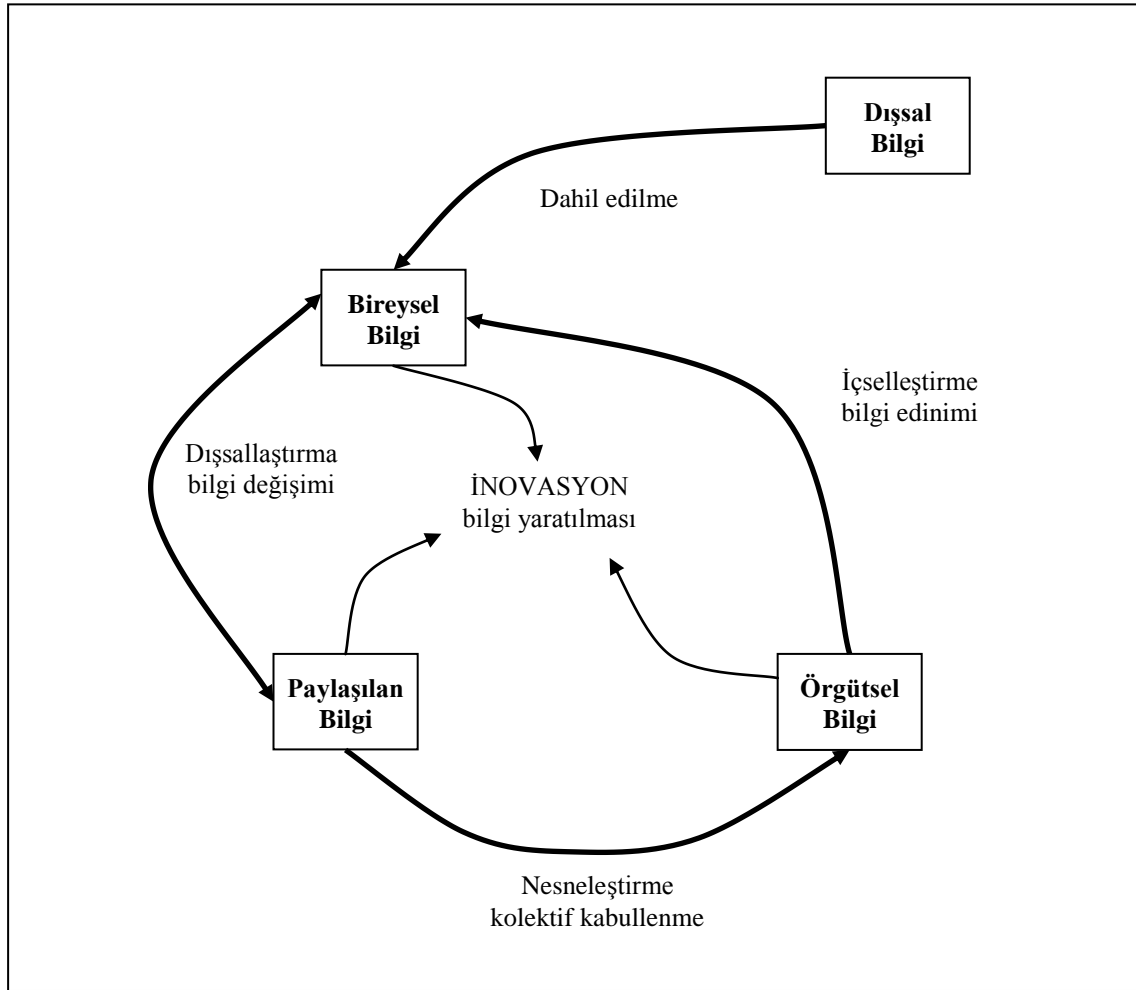 Dışsal
Bilgi
Dahil edilme
Bireysel
Bilgi
İçselleştirme
bilgi edinimi
Dışsallaştırma
bilgi değişimi
İNOVASYON
bilgi yaratılması
Paylaşılan
Bilgi
Örgütsel
Bilgi
Nesneleştirme
kolektif kabullenme